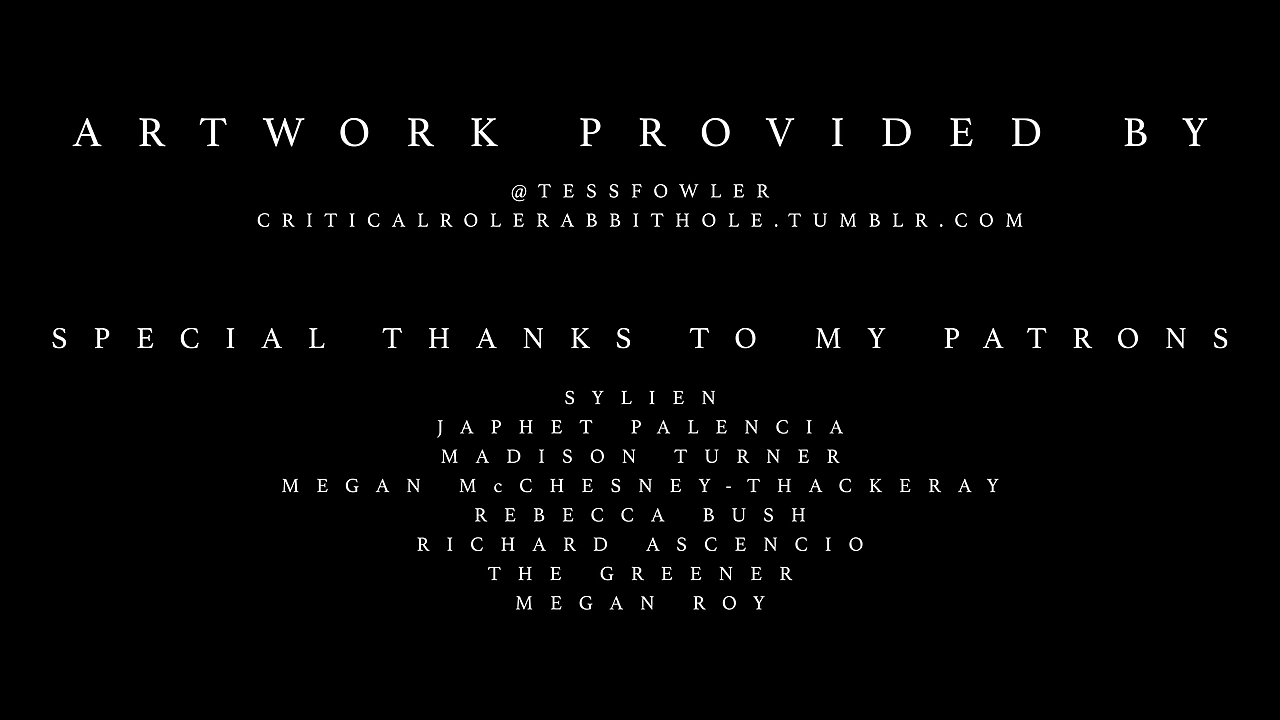 ARTWORK PROVIDED BY
@TESSFOWLER
CRITICALROLERABBITHOLE.TUMBLR.COM
SPECIAL THANKS TO MY PATRONS
SYLIEN
JAPHET PALENCIA
MADISON TURNER
MEGAN McCHESNEY-THACKERAY
REBECCA BUSH
RICHARD ASCENCIO
THE GREENER
MEGAN ROY